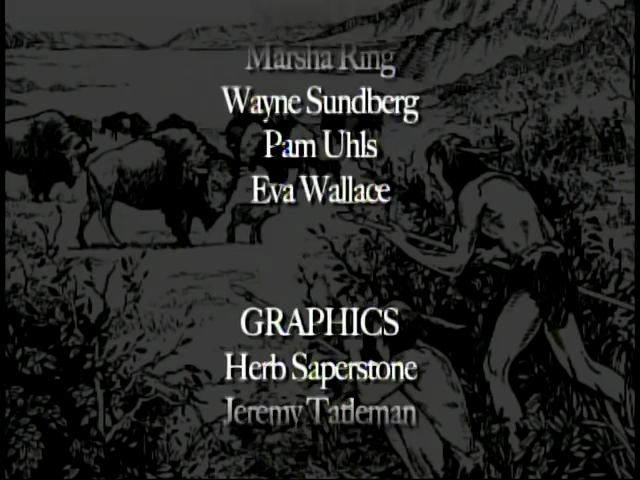 Marsha Ring
Wayne Sundberg
Pam Uhls
Eva Wallace
GRAPHICS
Herb Saperstone
Jeremy Tatleman